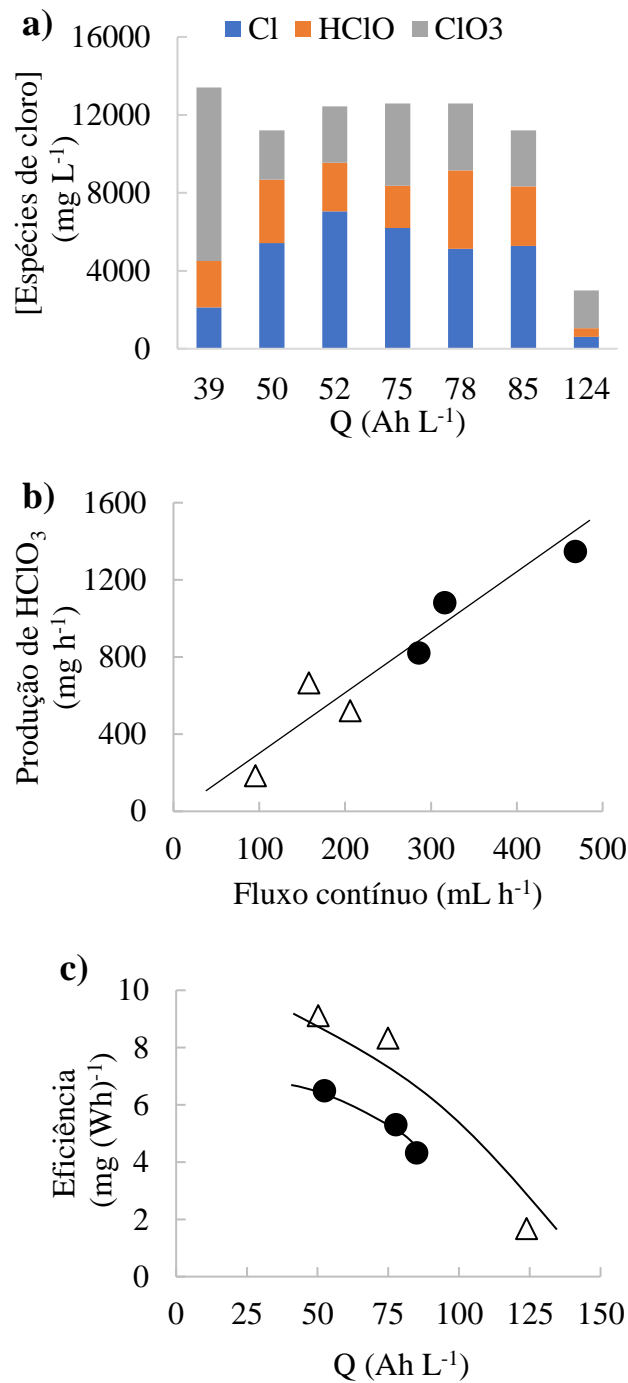 a)
Cl HClO ClO3
[Espécies de cloro]
(mg L⁻¹)
16000
12000
8000
4000
0
39 50 52 75 78 85 124
Q (Ah L⁻¹)
b)
Produção de HClO₃
(mg h⁻¹)
1600
1200
800
400
0
0 100 200 300 400 500
Fluxo contínuo (mL h⁻¹)
c)
Eficiência
(mg (Wh)⁻¹)
10
8
6
4
2
0
0 25 50 75 100 125 150
Q (Ah L⁻¹)